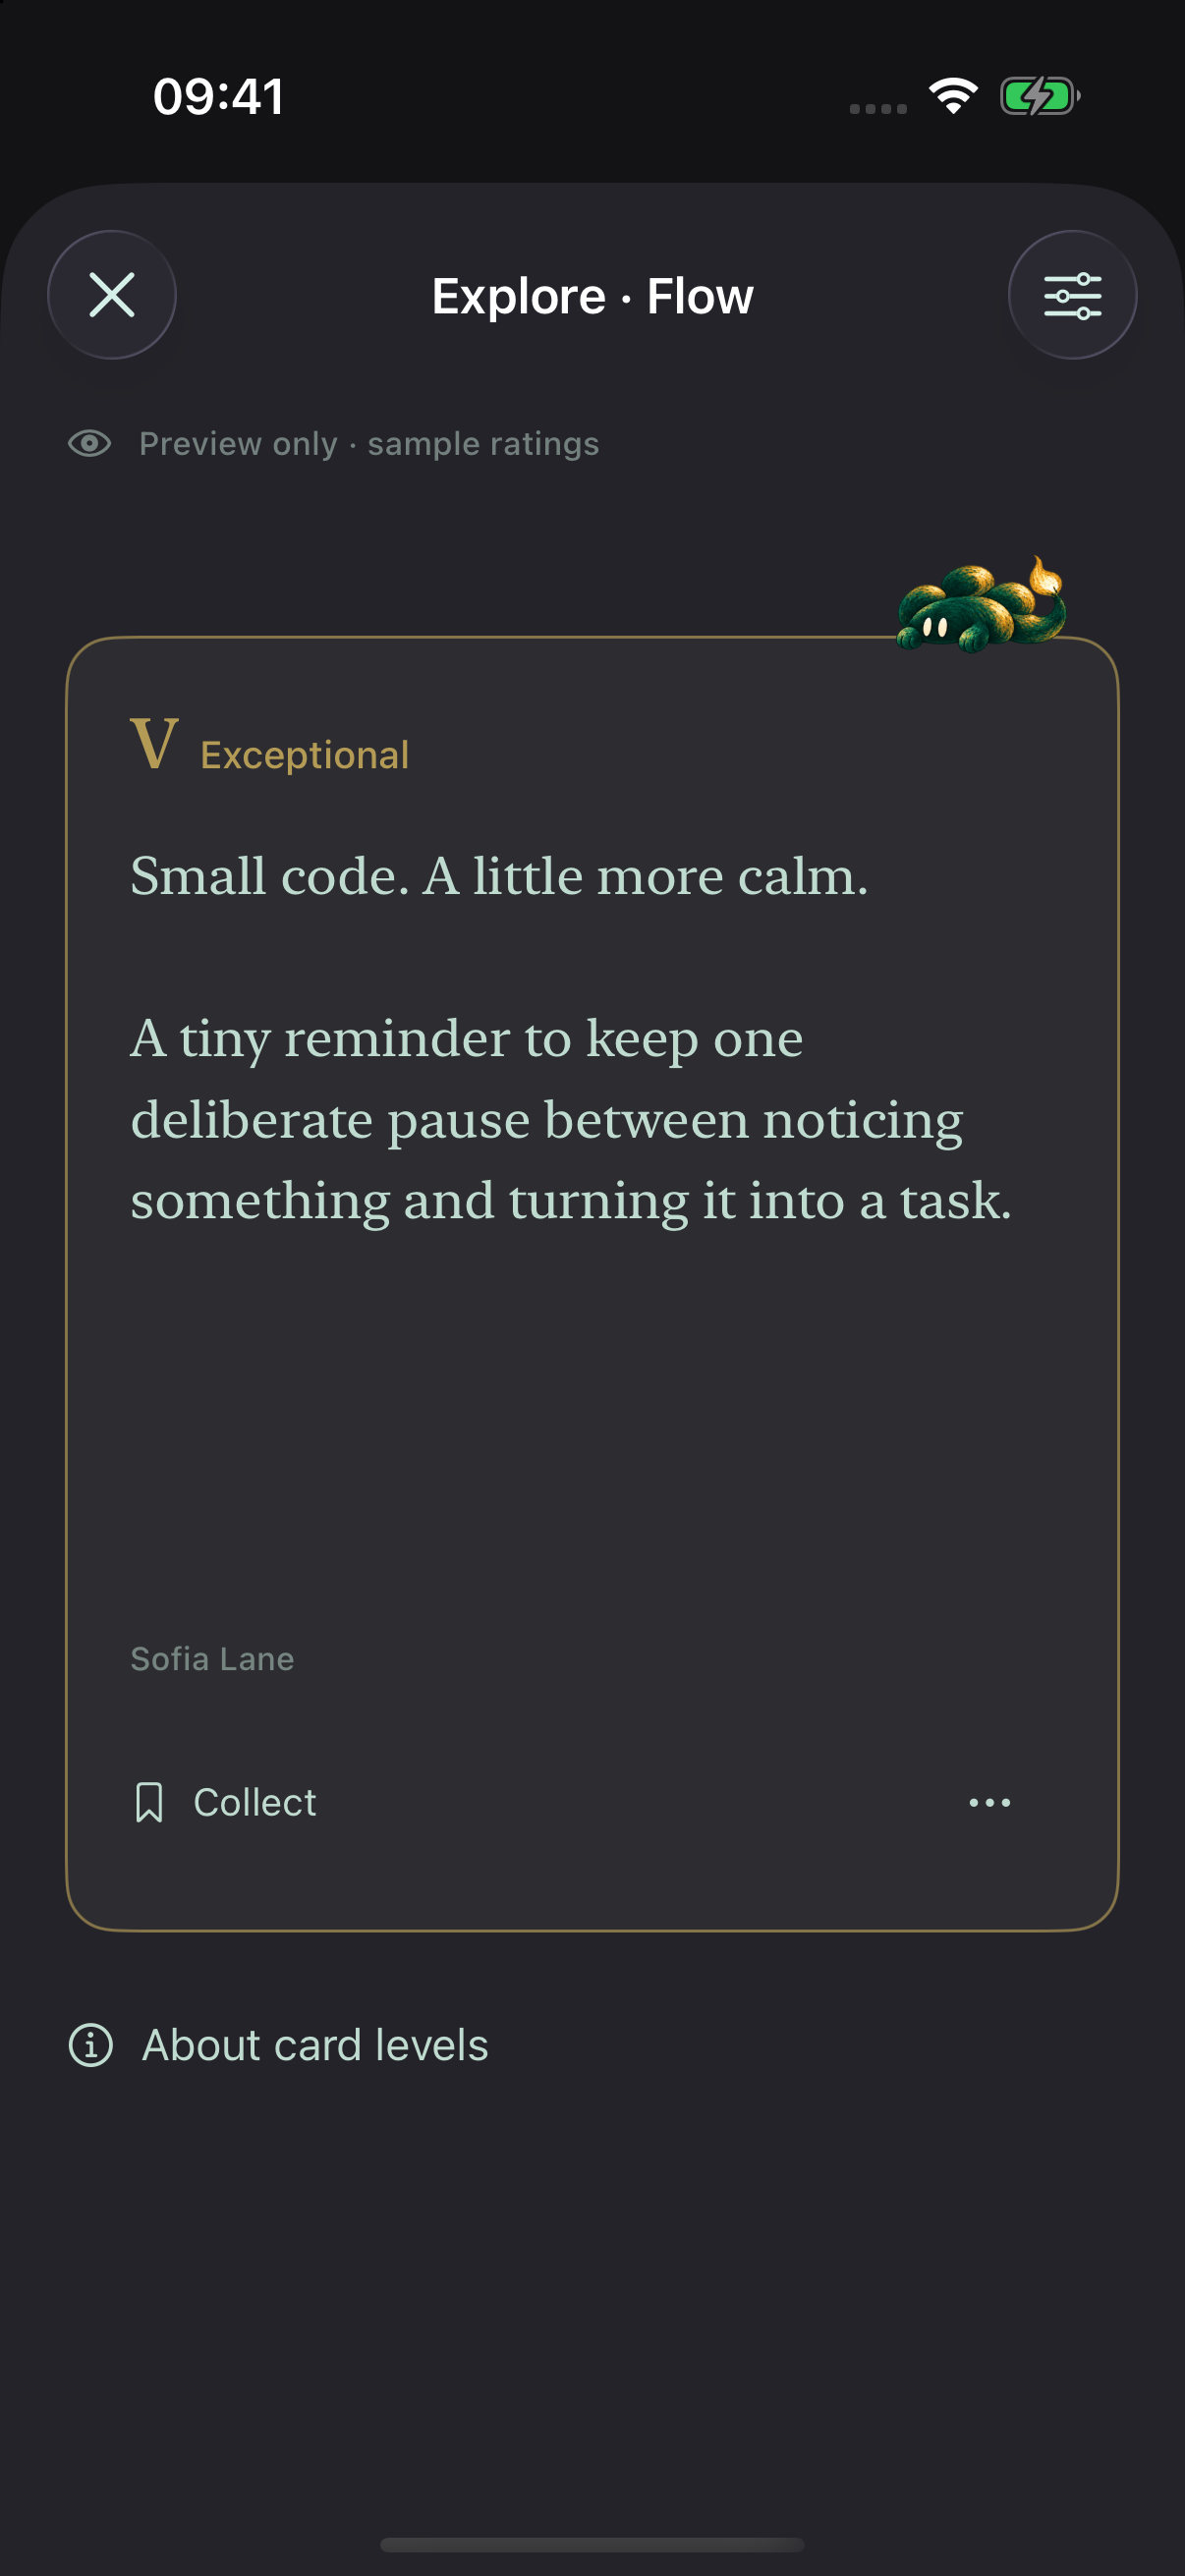 09:41
Explore · Flow
Preview only · sample ratings
V Exceptional
Small code. A little more calm.
A tiny reminder to keep one
deliberate pause between noticing
something and turning it into a task.
Sofia Lane
Collect
About card levels